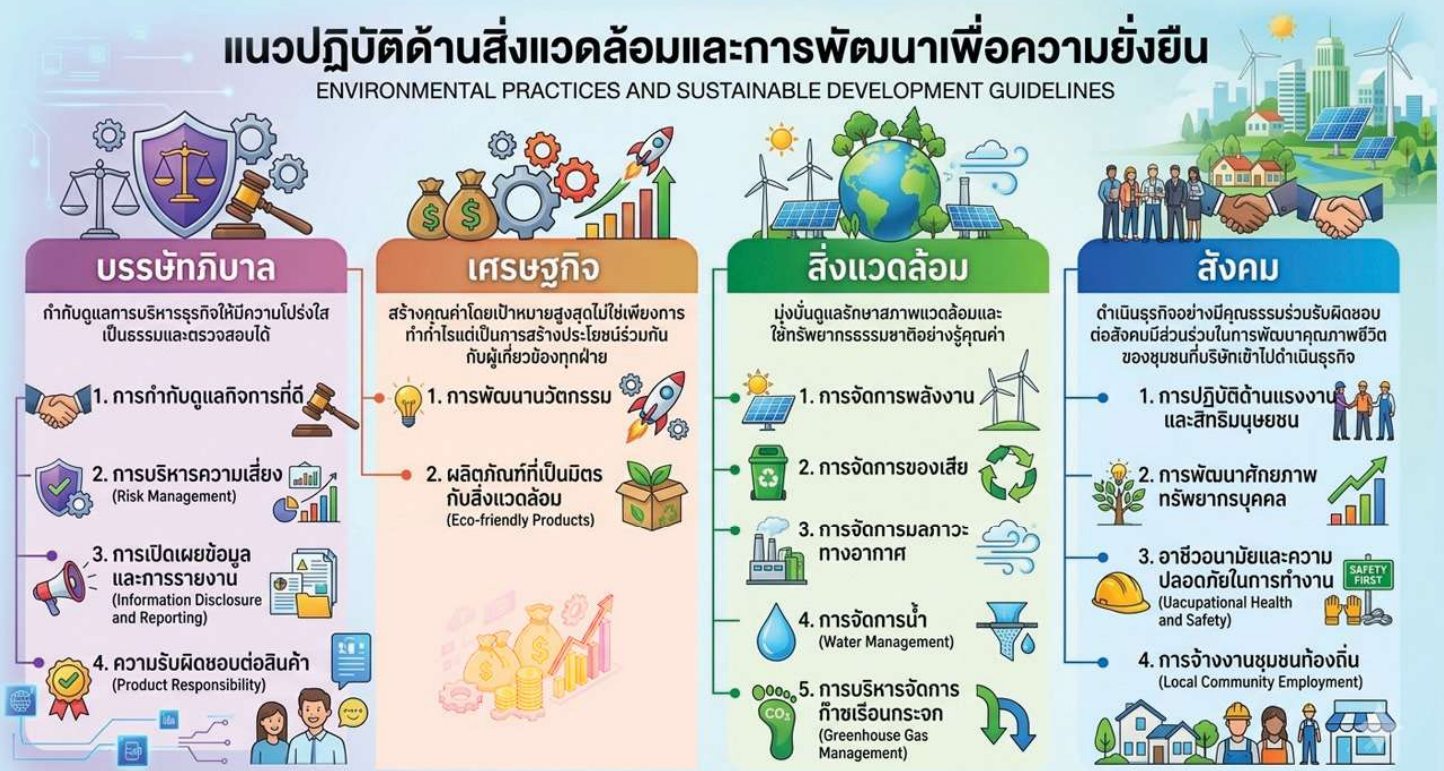 แนวปฏิบัติด้านสิ่งแวดล้อมและการพัฒนาเพื่อความยั่งยืน
ENVIRONMENTAL PRACTICES AND SUSTAINABLE DEVELOPMENT GUIDELINES
บรรษัทภิบาล
กำกับดูแลการบริหารธุรกิจให้มีความโปร่งใส
เป็นธรรมและตรวจสอบได้
1. การกำกับดูแลกิจการที่ดี
2. การบริหารความเสี่ยง
(Risk Management)
3. การเปิดเผยข้อมูล
และการรายงาน
(Information Disclosure
and Reporting)
4. ความรับผิดชอบต่อสินค้า
(Product Responsibility)
เศรษฐกิจ
สร้างคุณค่าโดยเป้าหมายสูงสุดไม่ใช่เพียงการ
ทำกำไรแต่เป็นการสร้างประโยชน์ร่วมกัน
กับผู้เกี่ยวข้องทุกฝ่าย
1. การพัฒนานวัตกรรม
2. ผลิตภัณฑ์ที่เป็นมิตร
กับสิ่งแวดล้อม
(Eco-friendly Products)
สิ่งแวดล้อม
มุ่งมั่นดูแลรักษาสภาพแวดล้อมและ
ใช้ทรัพยากรธรรมชาติอย่างรู้คุณค่า
1. การจัดการพลังงาน
2. การจัดการของเสีย
3. การจัดการมลภาวะ
ทางอากาศ
4. การจัดการน้ำ
(Water Management)
5. การบริหารจัดการ
ก๊าซเรือนกระจก
(Greenhouse Gas
Management)
CO₂
สังคม
ดำเนินธุรกิจอย่างมีคุณธรรมร่วมรับผิดชอบ
ต่อสังคมมีส่วนร่วมในการพัฒนาคุณภาพชีวิต
ของชุมชนที่บริษัทเข้าไปดำเนินธุรกิจ
1. การปฏิบัติด้านแรงงาน
และสิทธิมนุษยชน
2. การพัฒนาศักยภาพ
ทรัพยากรบุคคล
3. อาชีวอนามัยและความ
ปลอดภัยในการทำงาน
(Uacupational Health
and Safety)
SAFETY
FIRST
4. การจ้างงานชุมชนท้องถิ่น
(Local Community Employment)